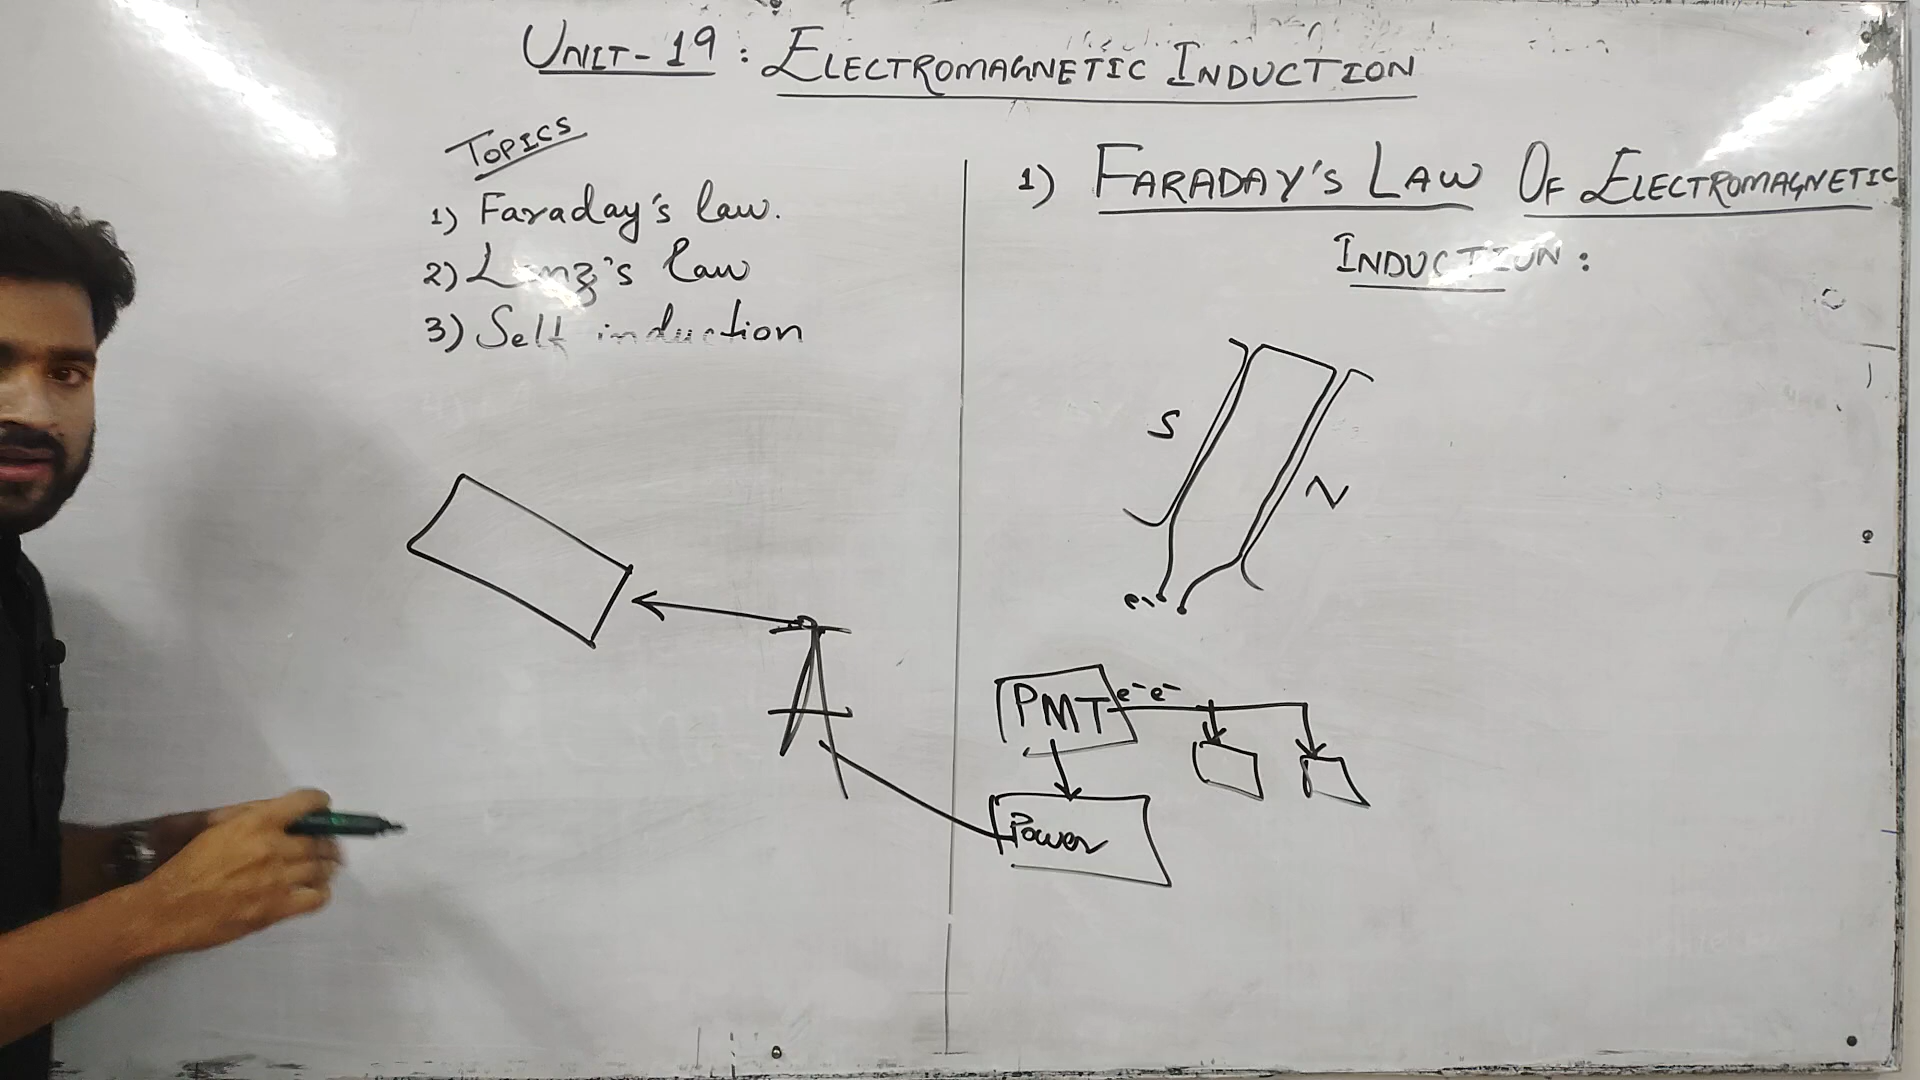 UNIT-19 : ELECTROMAGNETIC INDUCTION
TOPICS
1) Faraday's law.
2) Lenz's law
3) Self induction
1) FARADAY'S LAW OF ELECTROMAGNETIC
INDUCTION :
S
N
PMT e⁻ e⁻
Power